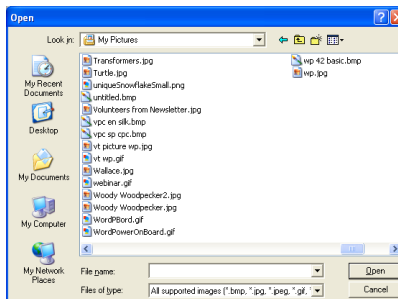 Open
Look in: My Pictures
My Recent Documents
Desktop
My Documents
My Computer
My Network Places
Transformers.jpg
Turtle.jpg
uniqueSnowflakeSmall.png
untitled.bmp
Volunteers from Newsletter.jpg
vpc en silk.bmp
vpc sp cpc.bmp
vt picture wp.jpg
vt wp.gif
Wallace.jpg
webinar.gif
Woody Woodpecker2.jpg
Woody Woodpecker.jpg
WordPBord.gif
WordPowerOnBoard.gif
wp 42 basic.bmp
wp.jpg
File name:
Open
Files of type: All supported images (*.bmp, *.jpg, *.jpeg, *.gif, *
Cancel